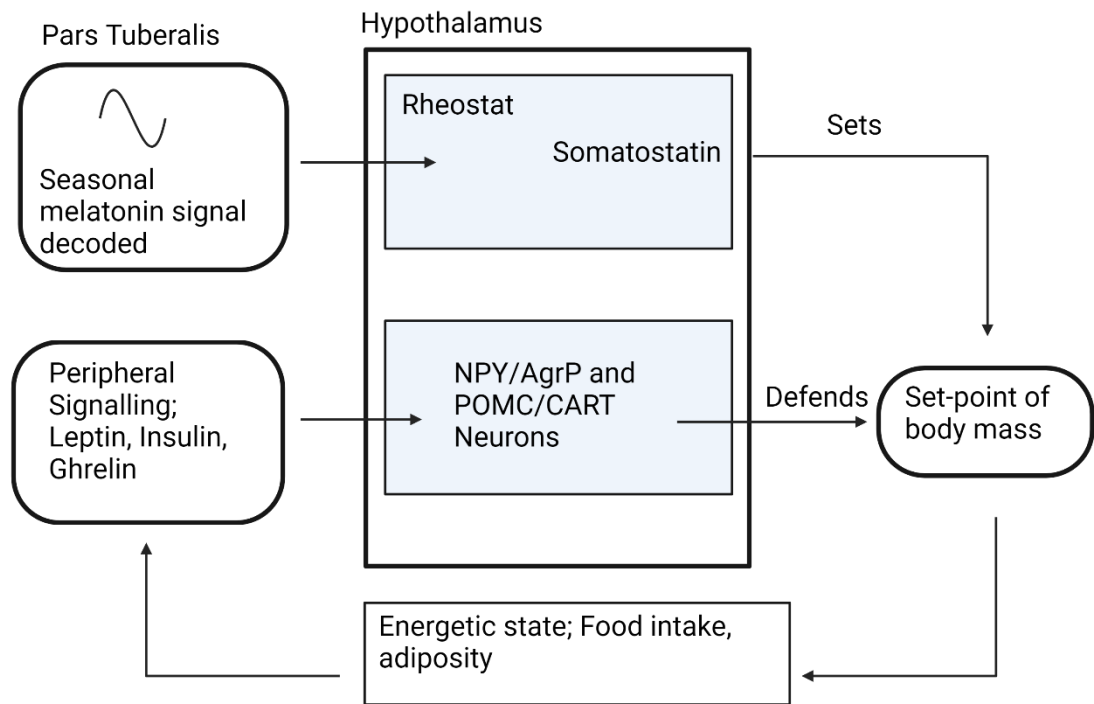 Pars Tuberalis
Seasonal
melatonin signal
decoded
Hypothalamus
Rheostat
Somatostatin
Sets
Peripheral
Signalling;
Leptin, Insulin,
Ghrelin
NPY/AgrP and
POMC/CART
Neurons
Defends
Set-point of
body mass
Energetic state; Food intake,
adiposity